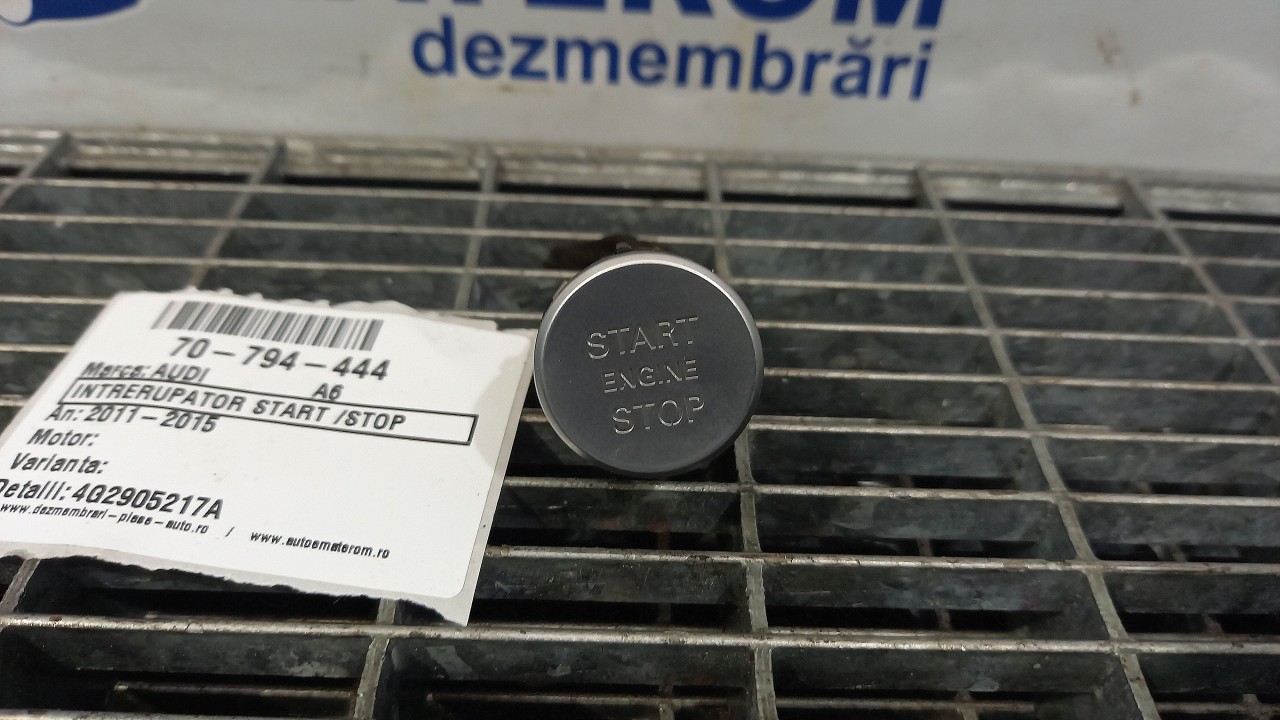 dezmembrări
70-794-444
Marca: AUDI A6
INTRERUPATOR START /STOP
An: 2011-2015
Motor:
Varianta:
Detalii: 4G2905217A
www.dezmembrari-piese-auto.ro / www.autoematerom.ro
START
ENGINE
STOP